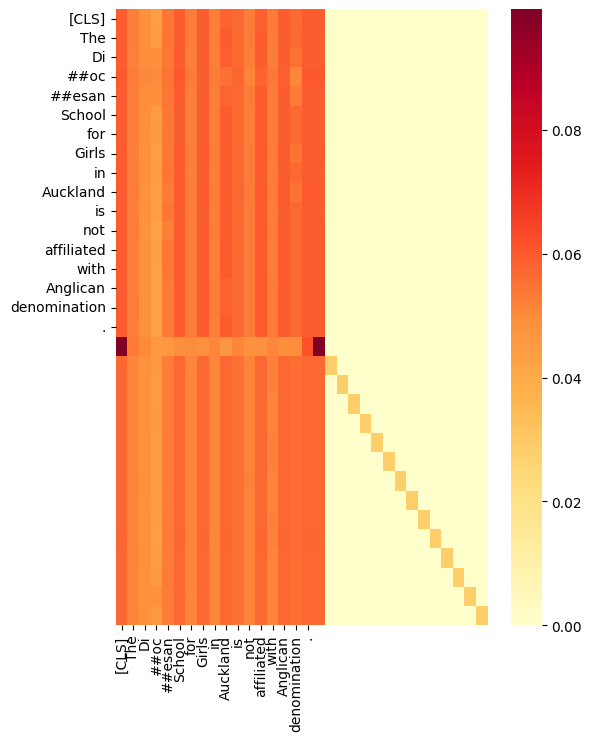 [CLS]
The
Di
##oc
##esan
School
for
Girls
in
Auckland
is
not
affiliated
with
Anglican
denomination
.
[CLS]
The
Di
##oc
##esan
School
for
Girls
in
Auckland
is
not
affiliated
with
Anglican
denomination
.
0.08
0.06
0.04
0.02
0.00